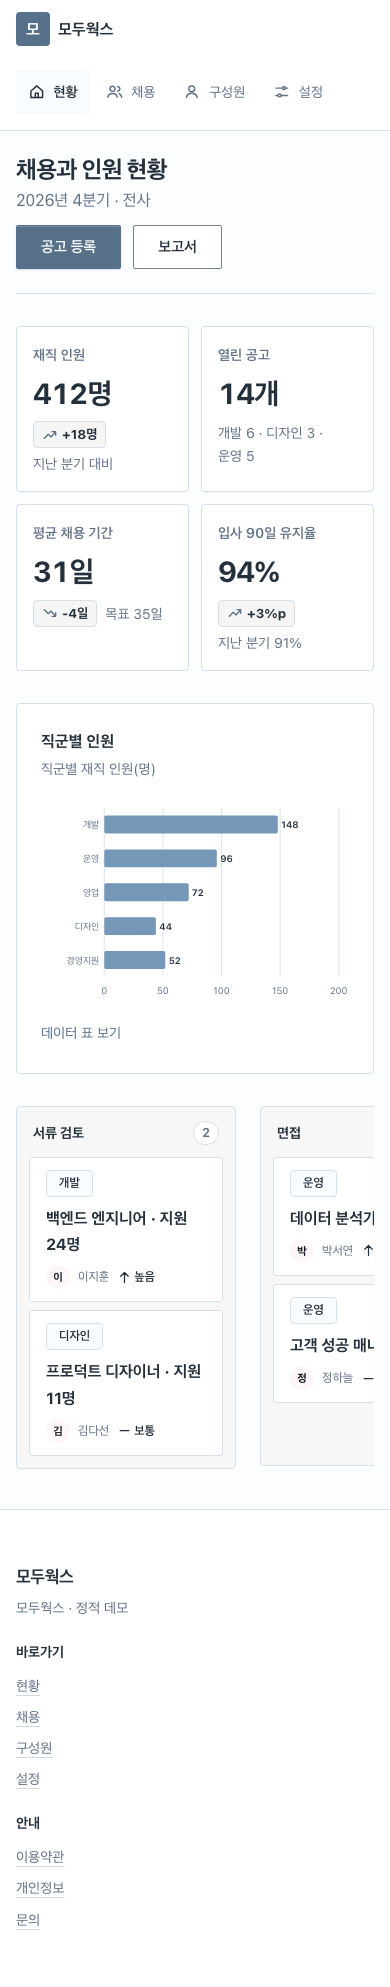 모 모두웍스
현황 채용 구성원 설정
채용과 인원 현황
2026년 4분기 · 전사
공고 등록 보고서
재직 인원
412명
+18명
지난 분기 대비
열린 공고
14개
개발 6 · 디자인 3 ·
운영 5
평균 채용 기간
31일
-4일 목표 35일
입사 90일 유지율
94%
+3%p
지난 분기 91%
직군별 인원
직군별 재직 인원(명)
개발 148
운영 96
영업 72
디자인 44
경영지원 52
0 50 100 150 200
데이터 표 보기
서류 검토 2
개발
백엔드 엔지니어 · 지원
24명
이 이지훈 ↑ 높음
디자인
프로덕트 디자이너 · 지원
11명
김 김다선 — 보통
면접
운영
데이터 분석가
박 박서연 ↑
운영
고객 성공 매니
정 정하늘 —
모두웍스
모두웍스 · 정적 데모
바로가기
현황
채용
구성원
설정
안내
이용약관
개인정보
문의